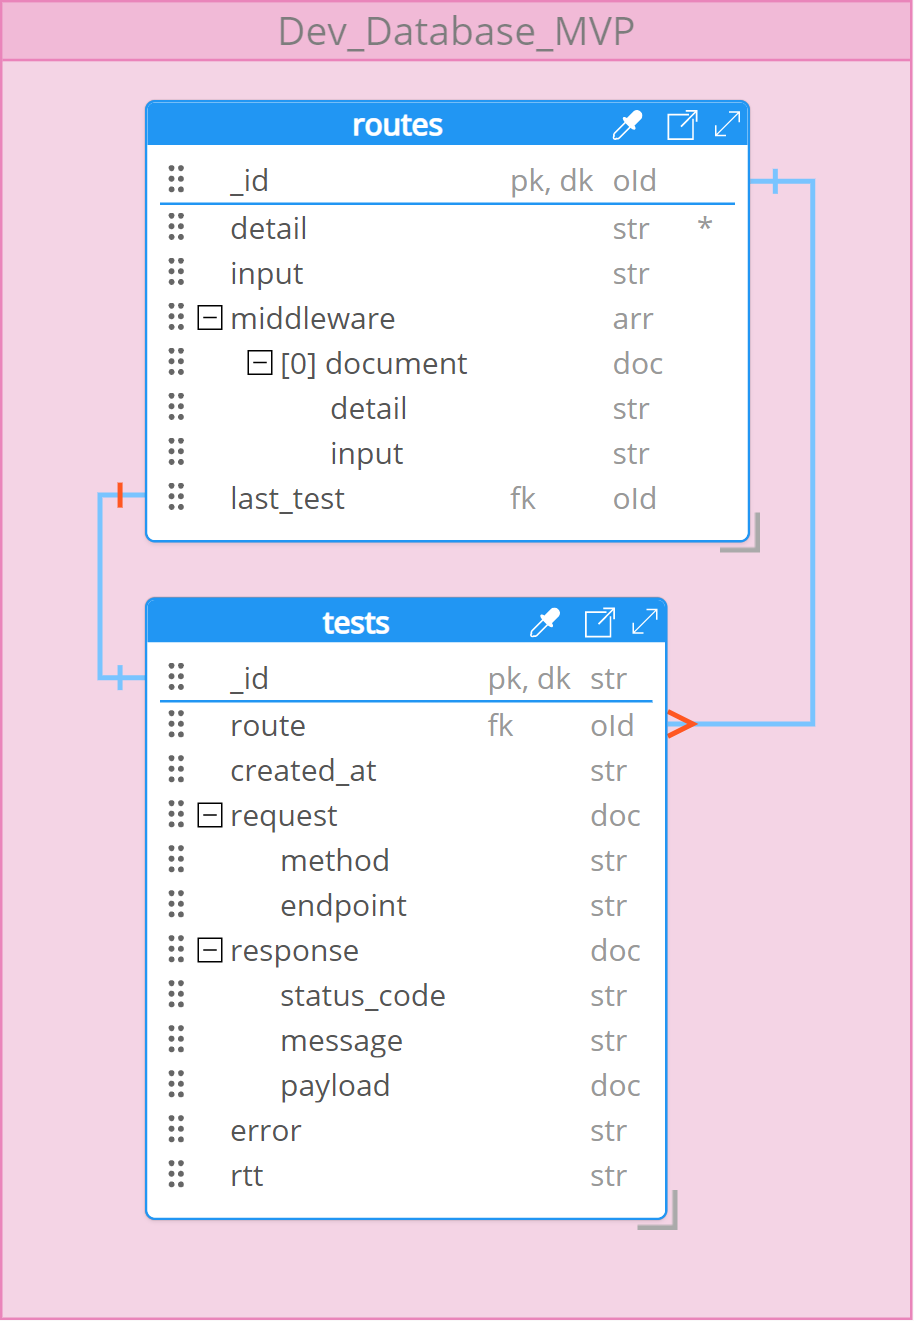 Dev_Database_MVP
routes
_id pk, dk oId
detail str *
input str
middleware arr
[0] document doc
detail str
input str
last_test fk oId
tests
_id pk, dk str
route fk oId
created_at str
request doc
method str
endpoint str
response doc
status_code str
message str
payload doc
error str
rtt str